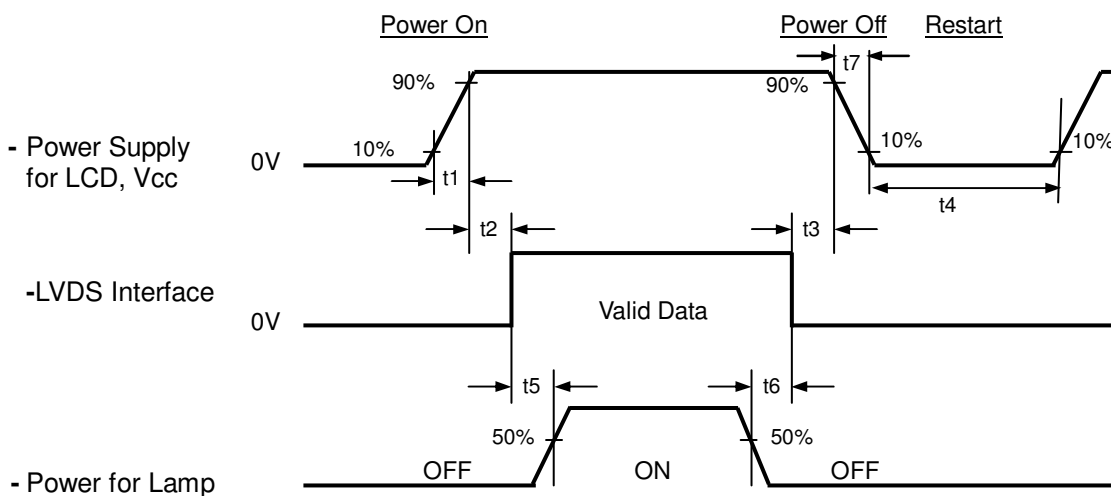 Power On Power Off Restart
t7
90% 90%
- Power Supply
for LCD, Vcc
0V 10% 10% 10%
t1 t4
t2 t3
-LVDS Interface
0V Valid Data
t5 t6
50% 50%
- Power for Lamp OFF ON OFF